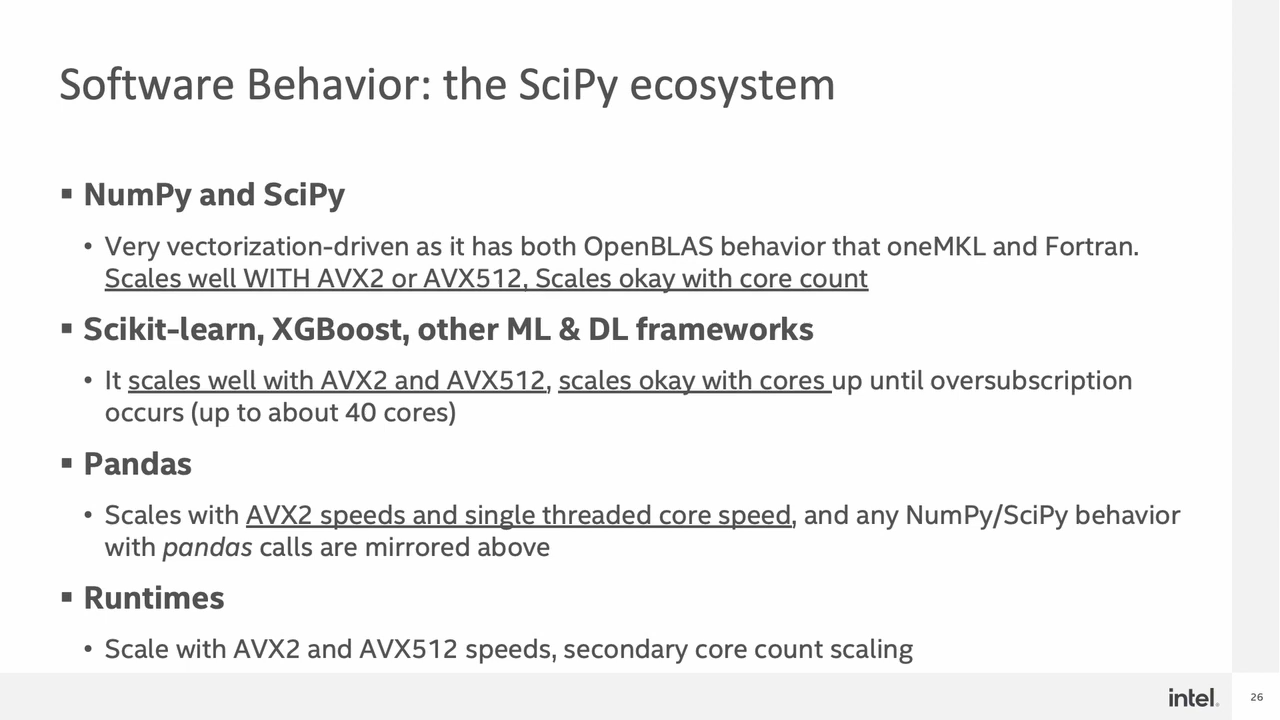 Software Behavior: the SciPy ecosystem
▪ NumPy and SciPy
• Very vectorization-driven as it has both OpenBLAS behavior that oneMKL and Fortran.
Scales well WITH AVX2 or AVX512, Scales okay with core count
▪ Scikit-learn, XGBoost, other ML & DL frameworks
• It scales well with AVX2 and AVX512, scales okay with cores up until oversubscription
occurs (up to about 40 cores)
▪ Pandas
• Scales with AVX2 speeds and single threaded core speed, and any NumPy/SciPy behavior
with pandas calls are mirrored above
▪ Runtimes
• Scale with AVX2 and AVX512 speeds, secondary core count scaling
intel.
26